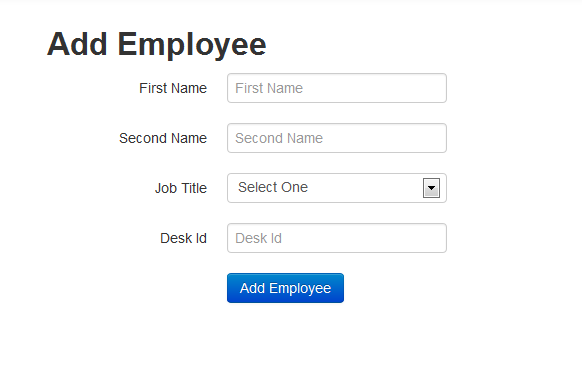 Add Employee
First Name First Name
Second Name Second Name
Job Title Select One
Desk Id Desk Id
Add Employee